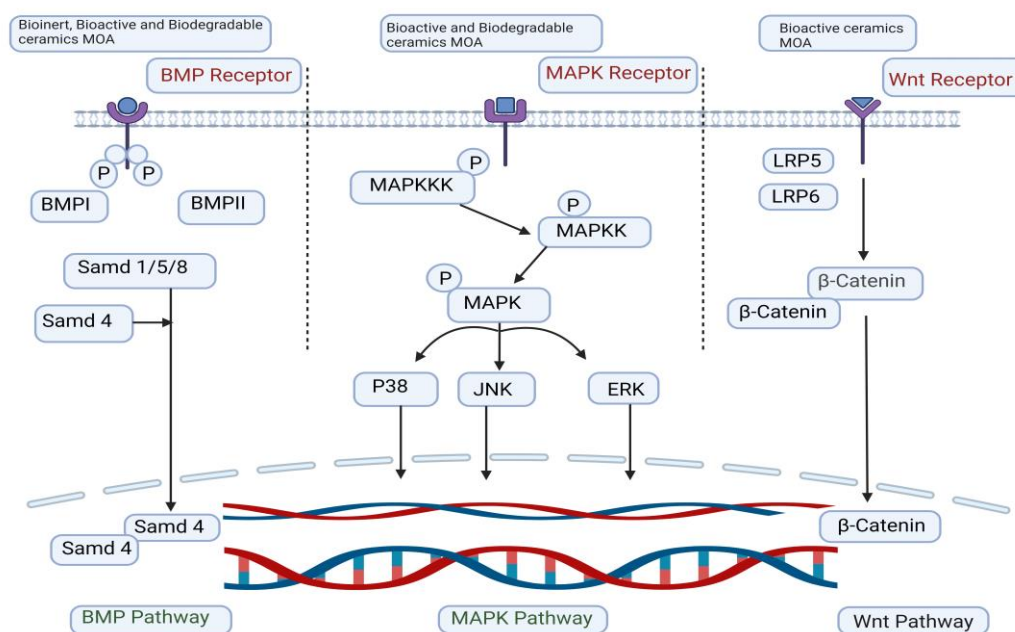 Bioinert, Bioactive and Biodegradable
ceramics MOA
BMP Receptor
P
P
BMPI
BMPII
Samd 1/5/8
Samd 4
Samd 4
Samd 4
BMP Pathway
Bioactive and Biodegradable
ceramics MOA
MAPK Receptor
P
MAPKKK
P
MAPKK
P
MAPK
P38
JNK
ERK
MAPK Pathway
Bioactive ceramics
MOA
Wnt Receptor
LRP5
LRP6
β-Catenin
β-Catenin
β-Catenin
Wnt Pathway